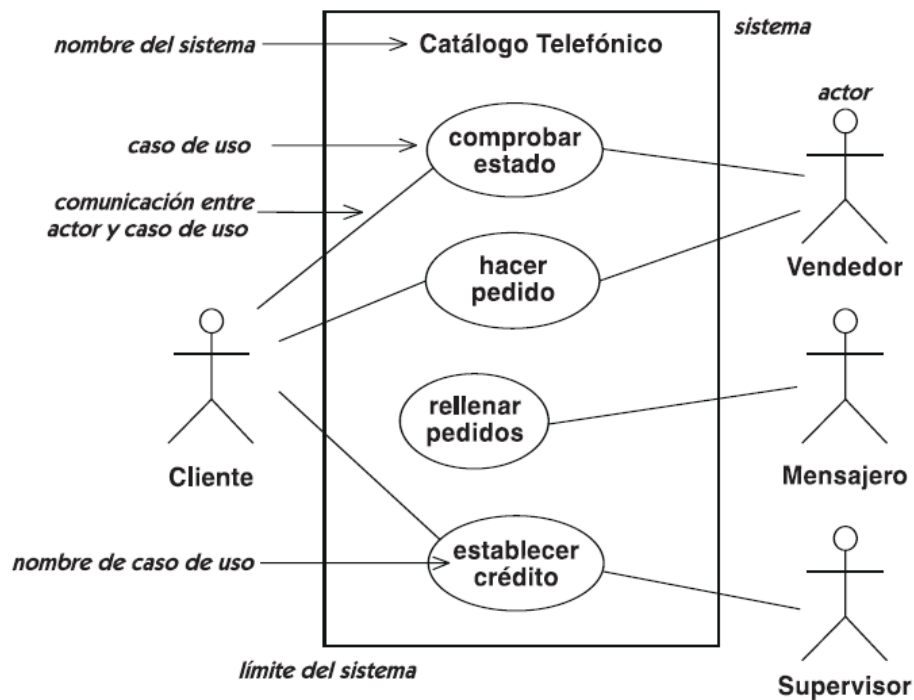 nombre del sistema
Catálogo Telefónico
sistema
actor
caso de uso
comprobar
estado
comunicación entre
actor y caso de uso
hacer
pedido
Vendedor
rellenar
pedidos
Cliente
Mensajero
nombre de caso de uso
establecer
crédito
límite del sistema
Supervisor